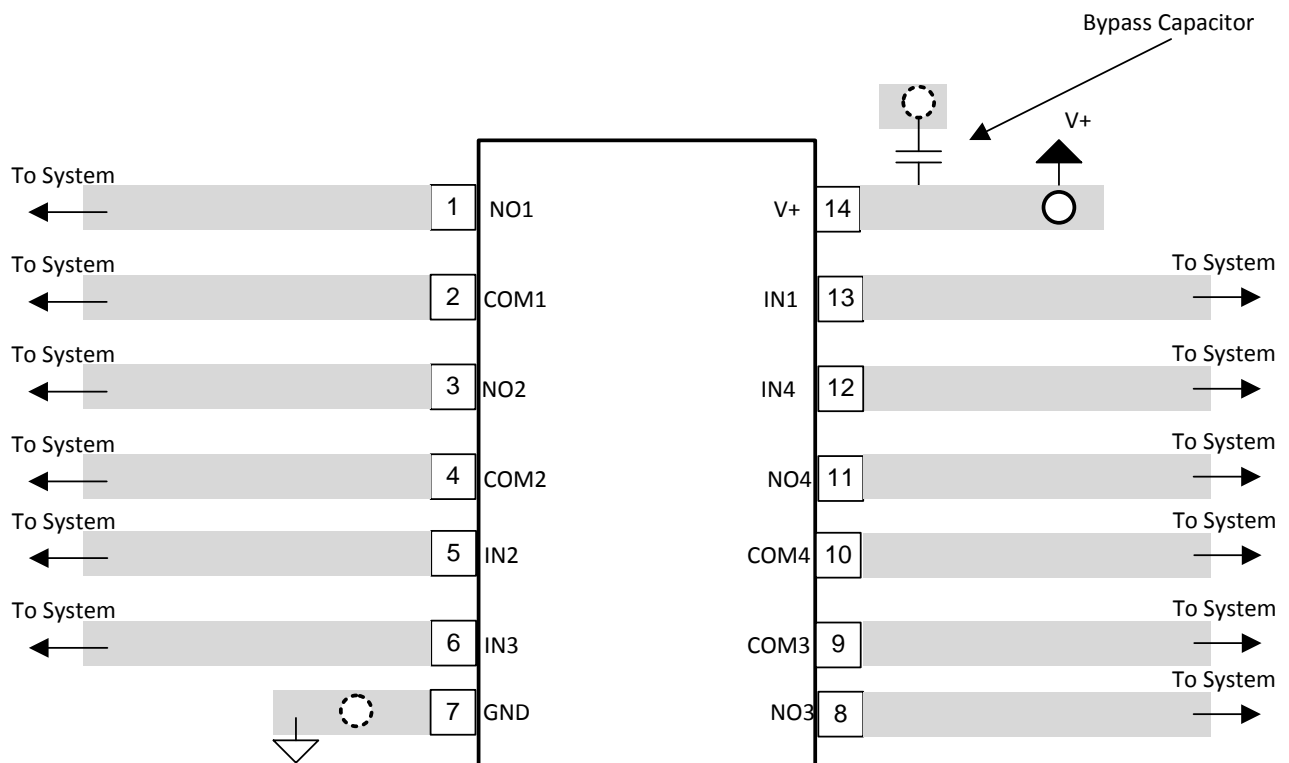 Bypass Capacitor
V+
To System
1 NO1
V+ 14
To System
2 COM1
To System
IN1 13
To System
3 NO2
To System
IN4 12
To System
4 COM2
To System
NO4 11
To System
5 IN2
To System
COM4 10
To System
6 IN3
To System
COM3 9
7 GND
To System
NO3 8